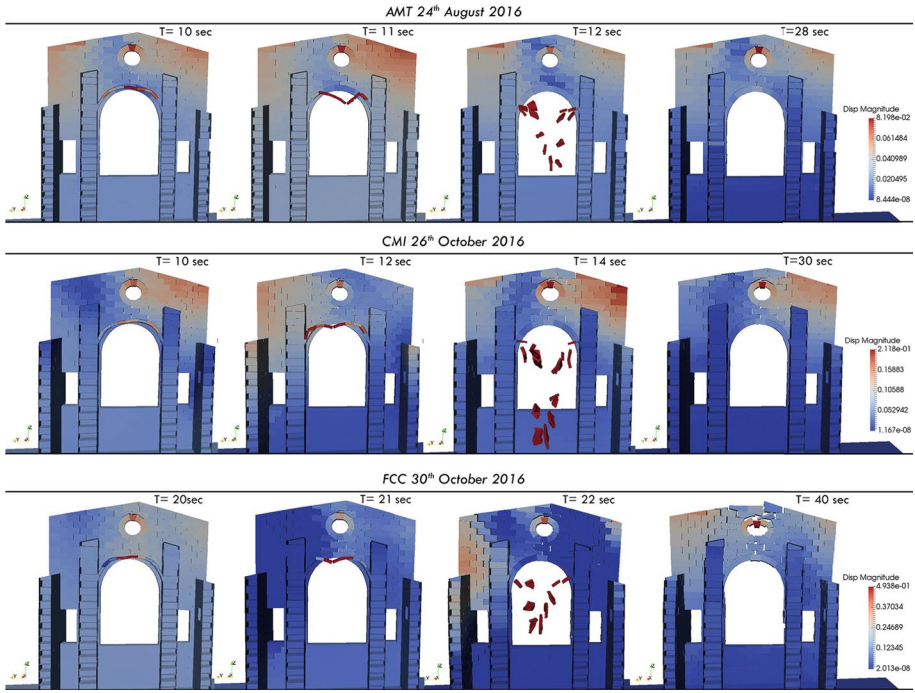 AMT 24th August 2016
T= 10 sec
T= 11 sec
T=12 sec
T=28 sec
Disp Magnitude
8.198e-02
0.061484
0.040989
0.020495
8.444e-08
CMI 26th October 2016
T= 10 sec
T= 12 sec
T= 14 sec
T=30 sec
Disp Magnitude
2.118e-01
0.15883
0.10588
0.052942
1.167e-08
FCC 30th October 2016
T= 20sec
T= 21 sec
T= 22 sec
T= 40 sec
Disp Magnitude
4.938e-01
0.37034
0.24689
0.12345
2.013e-08